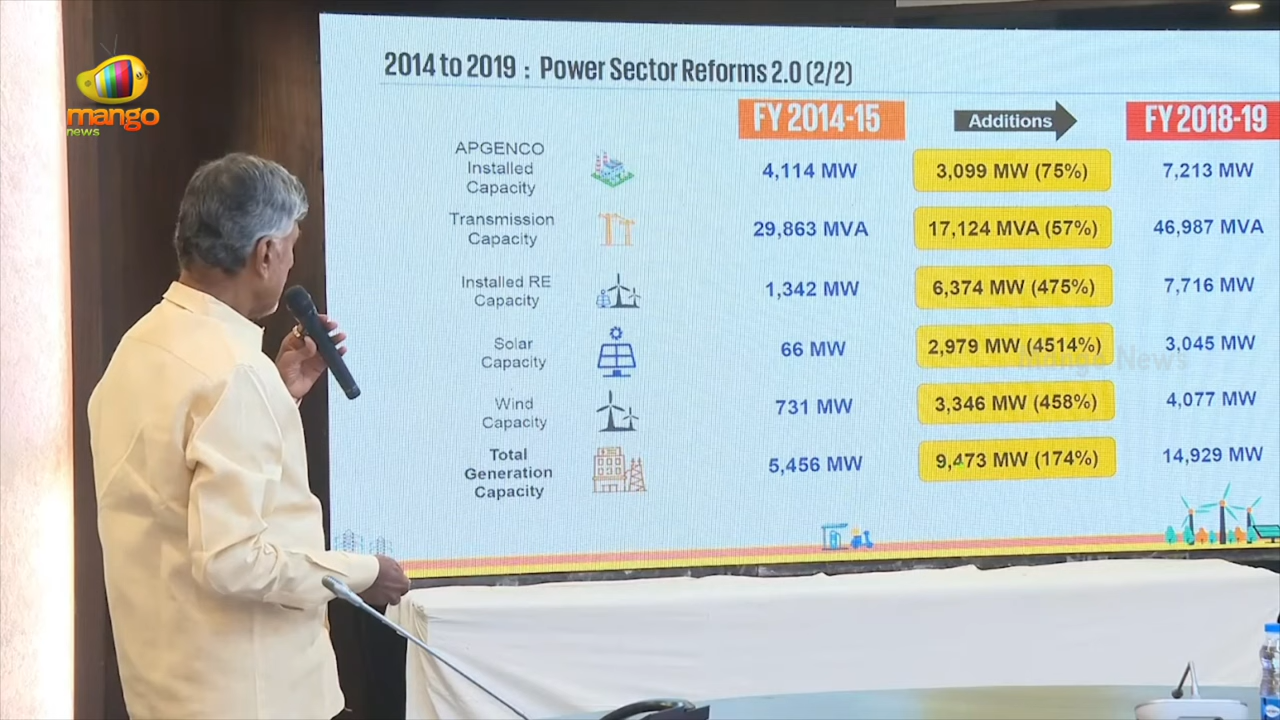 mango
news
2014 to 2019 : Power Sector Reforms 2.0 (2/2)
FY 2014-15
Additions
FY 2018-19
APGENCO
Installed
Capacity
4,114 MW
3,099 MW (75%)
7,213 MW
Transmission
Capacity
29,863 MVA
17,124 MVA (57%)
46,987 MVA
Installed RE
Capacity
1,342 MW
6,374 MW (475%)
7,716 MW
Solar
Capacity
66 MW
2,979 MW (4514%)
3,045 MW
Mango News
Wind
Capacity
731 MW
3,346 MW (458%)
4,077 MW
Total
Generation
Capacity
5,456 MW
9,473 MW (174%)
14,929 MW